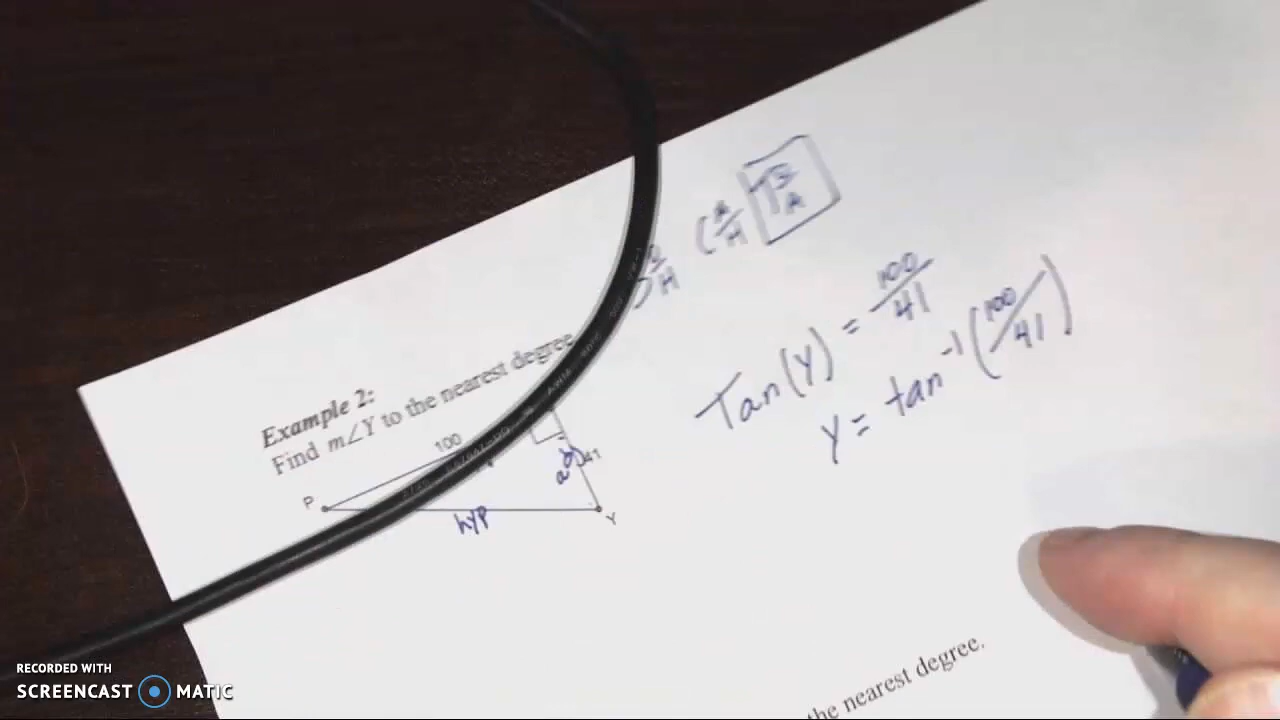 O/H A/H T O/A
Tan(Y) = 100/41
Y = tan⁻¹(100/41)
Example 2:
Find m∠Y to the nearest degree
100
P
adj 41
hyp
Y
the nearest degree.
RECORDED WITH
SCREENCAST MATIC